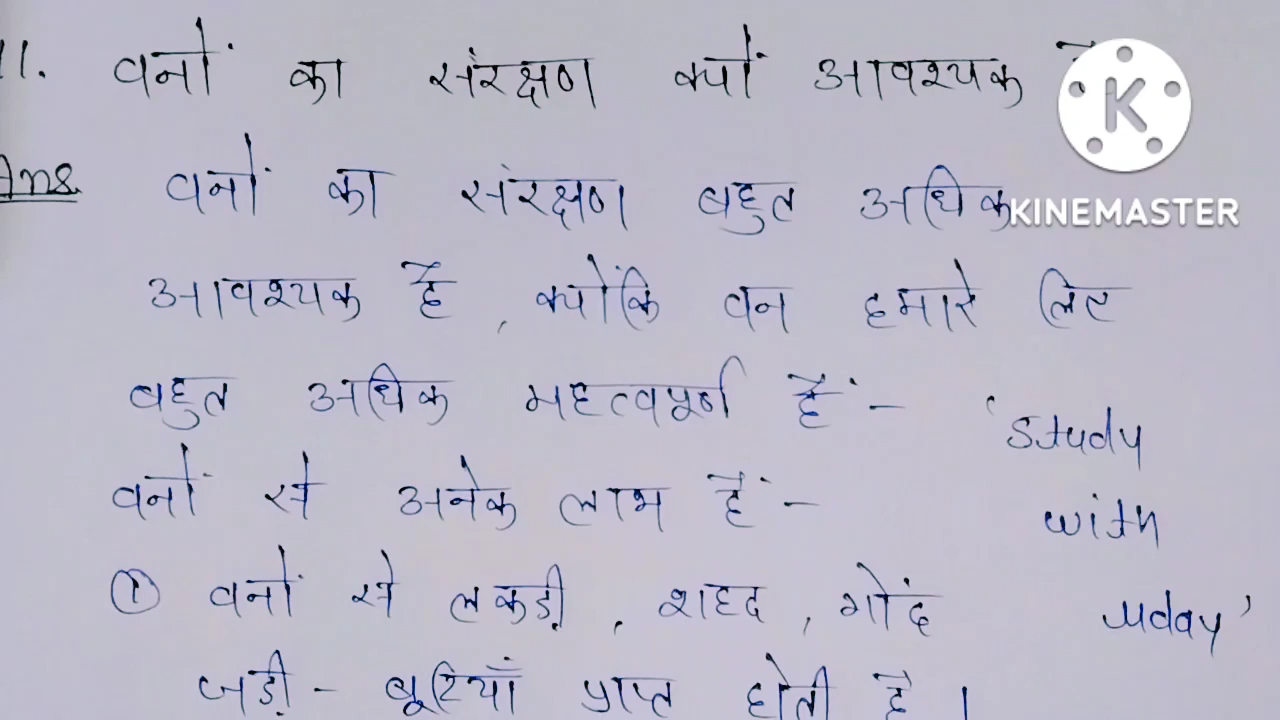 11. वनों का संरक्षण क्यों आवश्यक है
Ans वनों का संरक्षण बहुत अधिक
आवश्यक है, क्योंकि वन हमारे लिए
बहुत अधिक महत्वपूर्ण हैं -
वनों से अनेक लाभ हैं -
① वनों से लकड़ी, शहद, गोंद
जड़ी - बूटियाँ प्राप्त होती है।
'Study
with
uday'
K
KINEMASTER